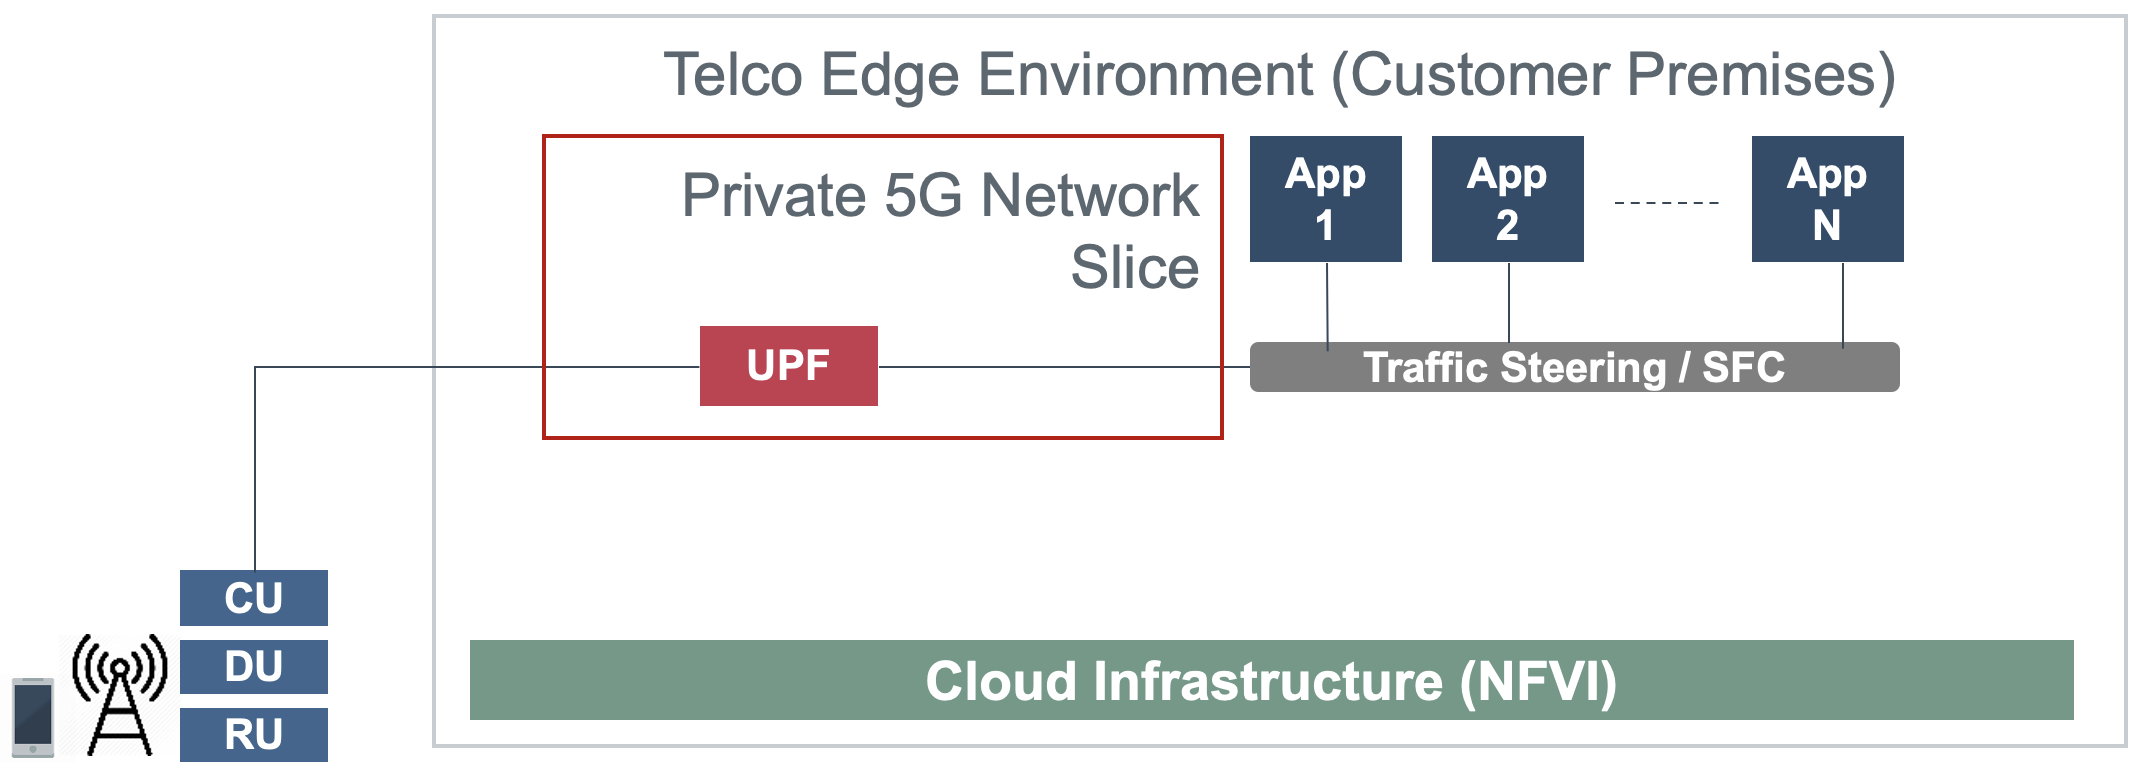 Telco Edge Environment (Customer Premises)
Private 5G Network
Slice
App
1
App
2
App
N
UPF
Traffic Steering / SFC
CU
DU
RU
Cloud Infrastructure (NFVI)